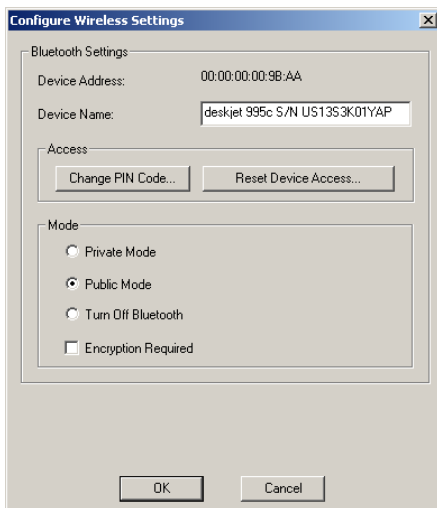 Configure Wireless Settings
Bluetooth Settings
Device Address: 00:00:00:00:9B:AA
Device Name: deskjet 995c S/N US13S3K01YAP
Access
Change PIN Code... Reset Device Access...
Mode
Private Mode
Public Mode
Turn Off Bluetooth
Encryption Required
OK Cancel